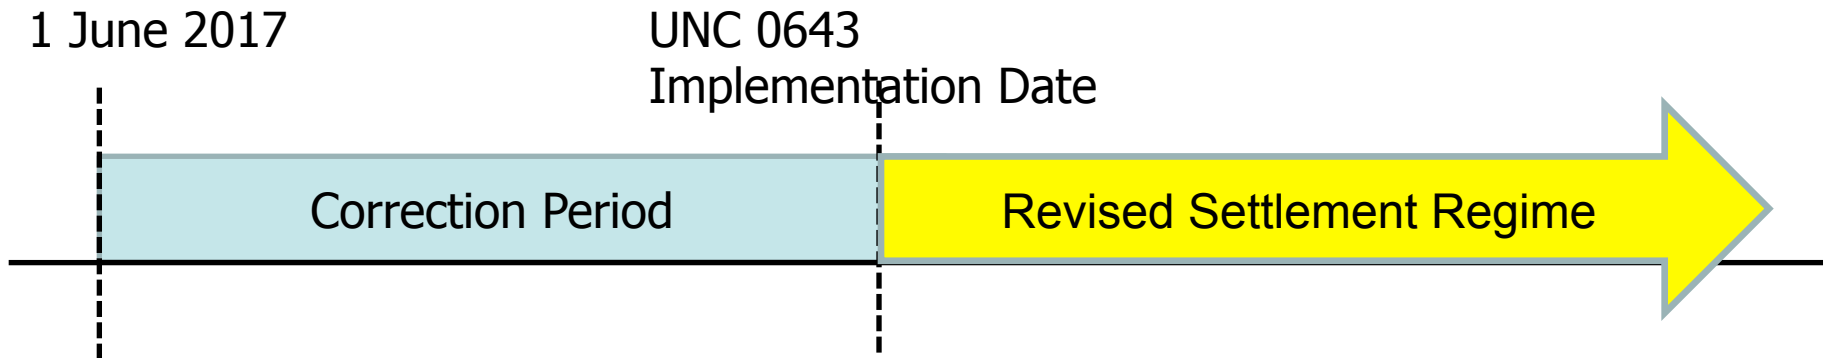 1 June 2017
UNC 0643
Implementation Date
Correction Period
Revised Settlement Regime